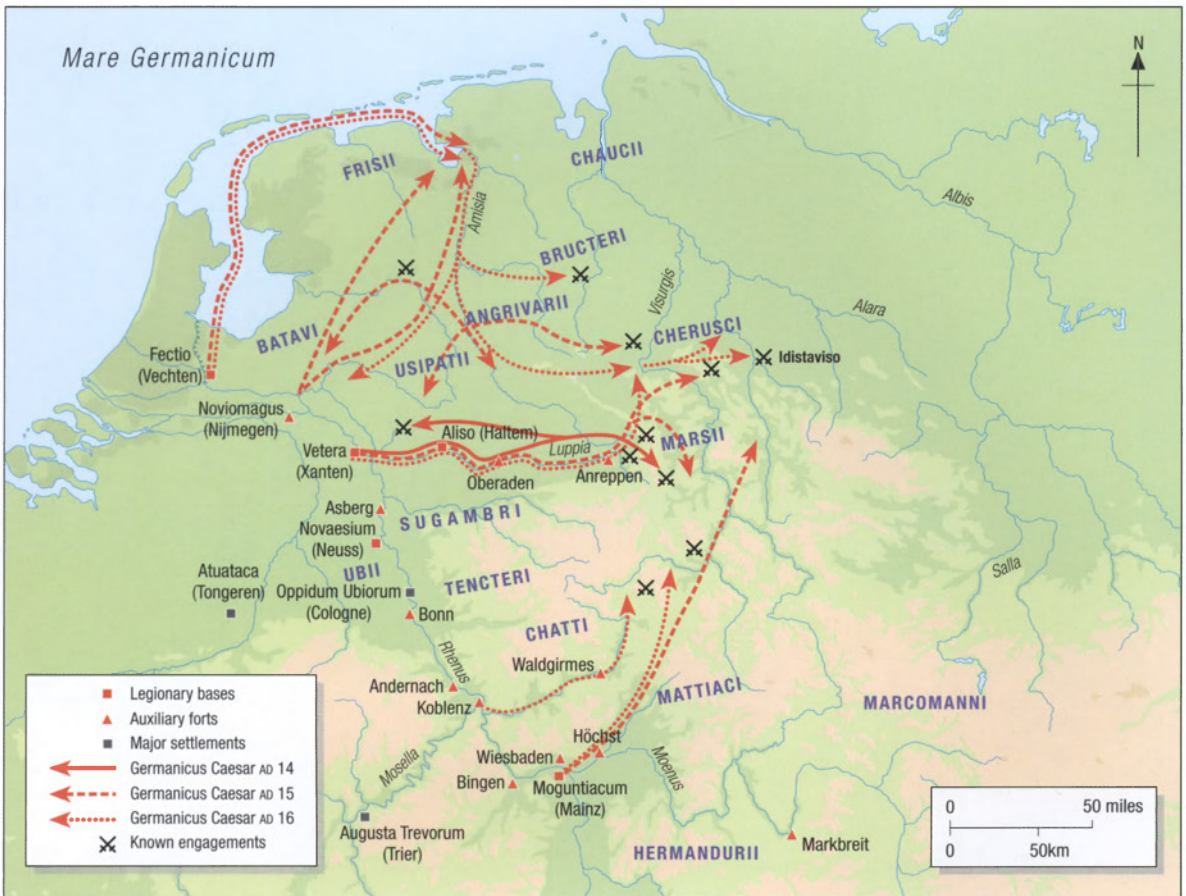 Mare Germanicum
N
FRISII
CHAUCII
Amisia
Albis
BRUCTERI
Visurgis
Alara
ANGRIVARII
BATAVI
CHERUSCI
Fectio
(Vechten)
USIPATII
Idistaviso
Noviomagus
(Nijmegen)
Aliso (Haltem)
Luppia
MARSII
Vetera
(Xanten)
Oberaden
Anreppen
Asberg
SUGAMBRI
Novaesium
(Neuss)
Atuataca
(Tongeren)
UBII
TENCTERI
Salla
Oppidum Ubiorum
(Cologne)
Bonn
CHATTI
Rhenus
Waldgirmes
Andernach
MATTIACI
MARCOMANNI
Koblenz
Höchst
Wiesbaden
Mosella
Bingen
Moenus
Moguntiacum
(Mainz)
Augusta Trevorum
(Trier)
Markbreit
HERMANDURII
Legionary bases
Auxiliary forts
Major settlements
Germanicus Caesar AD 14
Germanicus Caesar AD 15
Germanicus Caesar AD 16
Known engagements
0 50 miles
0 50km